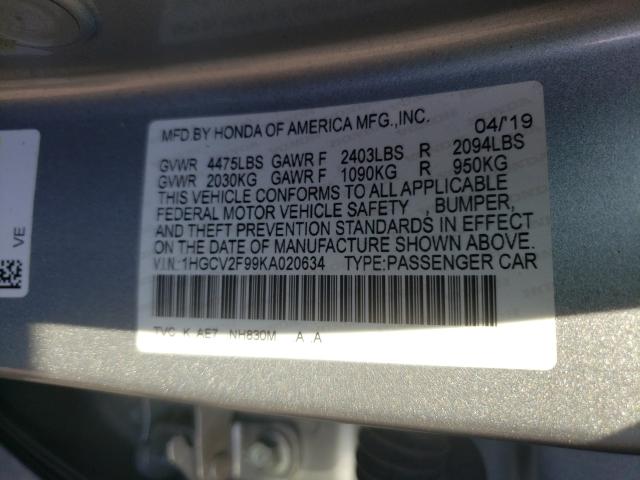 MFD BY HONDA OF AMERICA MFG.,INC. 04/19
GVWR 4475LBS GAWR F 2403LBS R 2094LBS
GVWR 2030KG GAWR F 1090KG R 950KG
THIS VEHICLE CONFORMS TO ALL APPLICABLE
FEDERAL MOTOR VEHICLE SAFETY , BUMPER,
AND THEFT PREVENTION STANDARDS IN EFFECT
ON THE DATE OF MANUFACTURE SHOWN ABOVE.
V.I.N.:1HGCV2F99KA020634 TYPE:PASSENGER CAR
TVC K AE7 NH830M A .A
VE